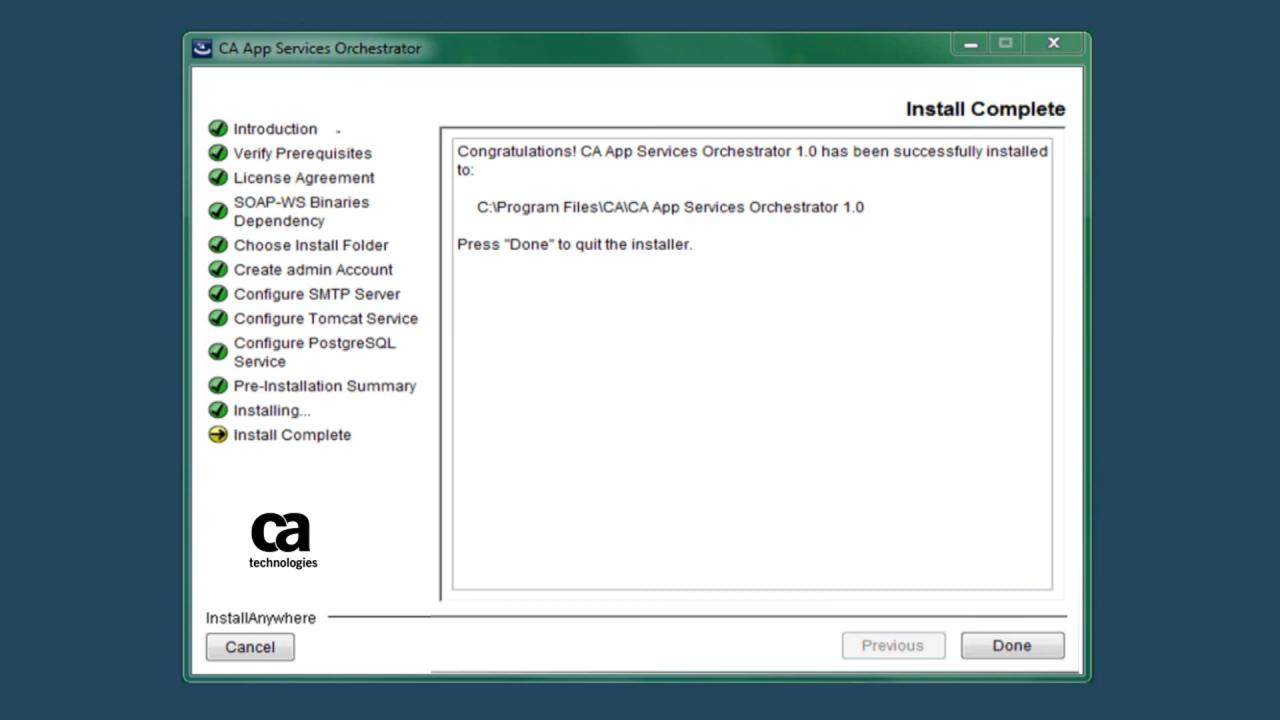 CA App Services Orchestrator
Install Complete
Introduction
Verify Prerequisites
License Agreement
SOAP-WS Binaries
Dependency
Choose Install Folder
Create admin Account
Configure SMTP Server
Configure Tomcat Service
Configure PostgreSQL
Service
Pre-Installation Summary
Installing...
Install Complete
Congratulations! CA App Services Orchestrator 1.0 has been successfully installed
to:
C:\Program Files\CA\CA App Services Orchestrator 1.0
Press "Done" to quit the installer.
ca
technologies
InstallAnywhere
Cancel
Previous
Done